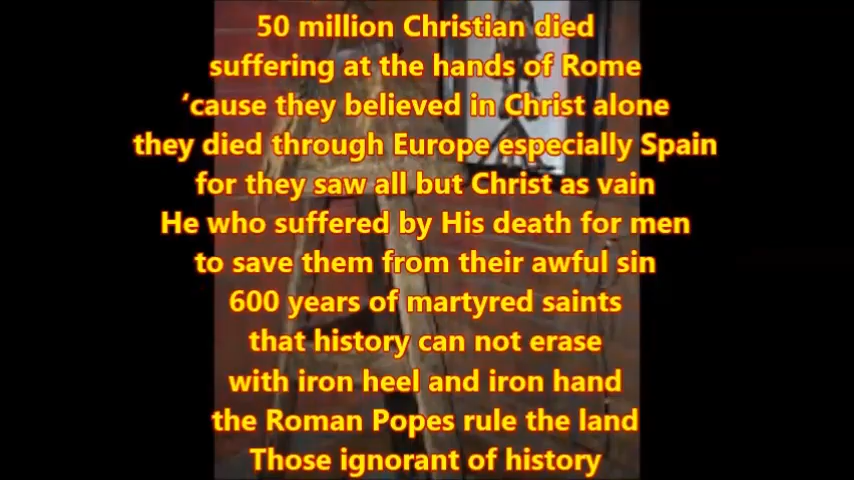 50 million Christian died
suffering at the hands of Rome
‘cause they believed in Christ alone
they died through Europe especially Spain
for they saw all but Christ as vain
He who suffered by His death for men
to save them from their awful sin
600 years of martyred saints
that history can not erase
with iron heel and iron hand
the Roman Popes rule the land
Those ignorant of history